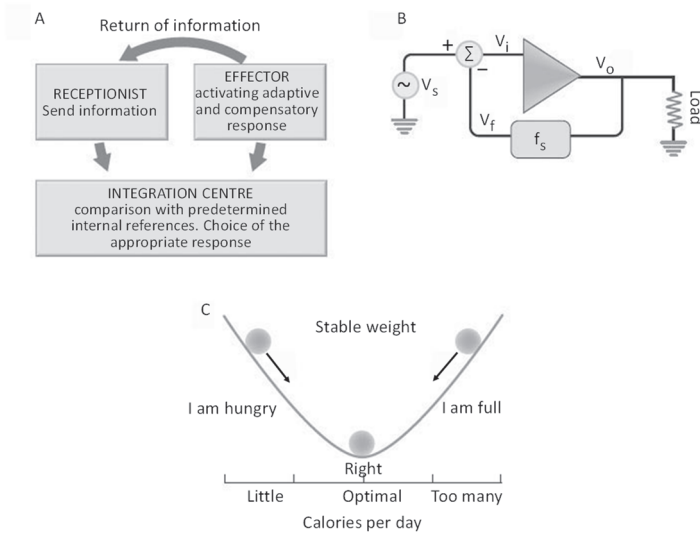 A
Return of information
RECEPTIONIST
Send information
EFFECTOR
activating adaptive
and compensatory
response
INTEGRATION CENTRE
comparison with predetermined
internal references. Choice of the
appropriate response
B
+
Σ
−
Vi
Vo
~
Vs
Vf
fs
Load
C
Stable weight
I am hungry
I am full
Right
Little
Optimal
Too many
Calories per day